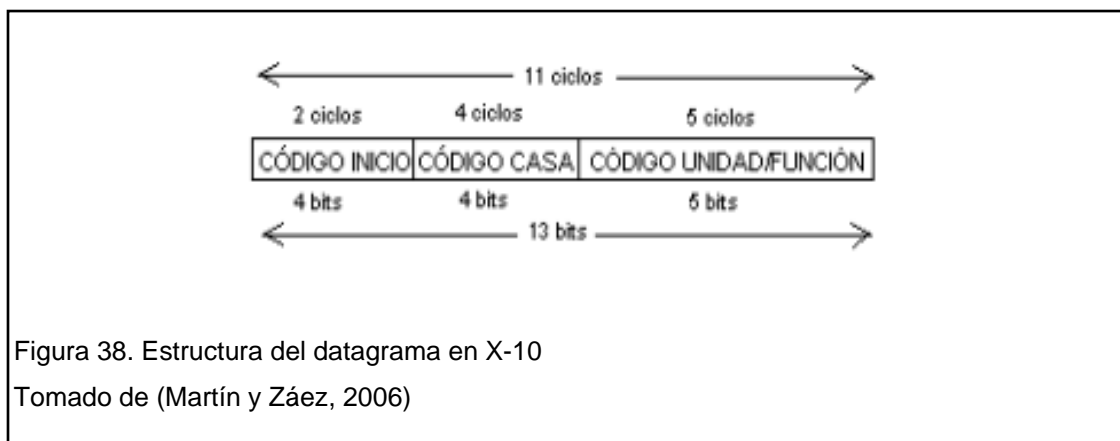 11 ciclos
2 ciclos 4 ciclos 5 ciclos
CÓDIGO INICIO CÓDIGO CASA CÓDIGO UNIDAD/FUNCIÓN
4 bits 4 bits 5 bits
13 bits
Figura 38. Estructura del datagrama en X-10
Tomado de (Martín y Záez, 2006)